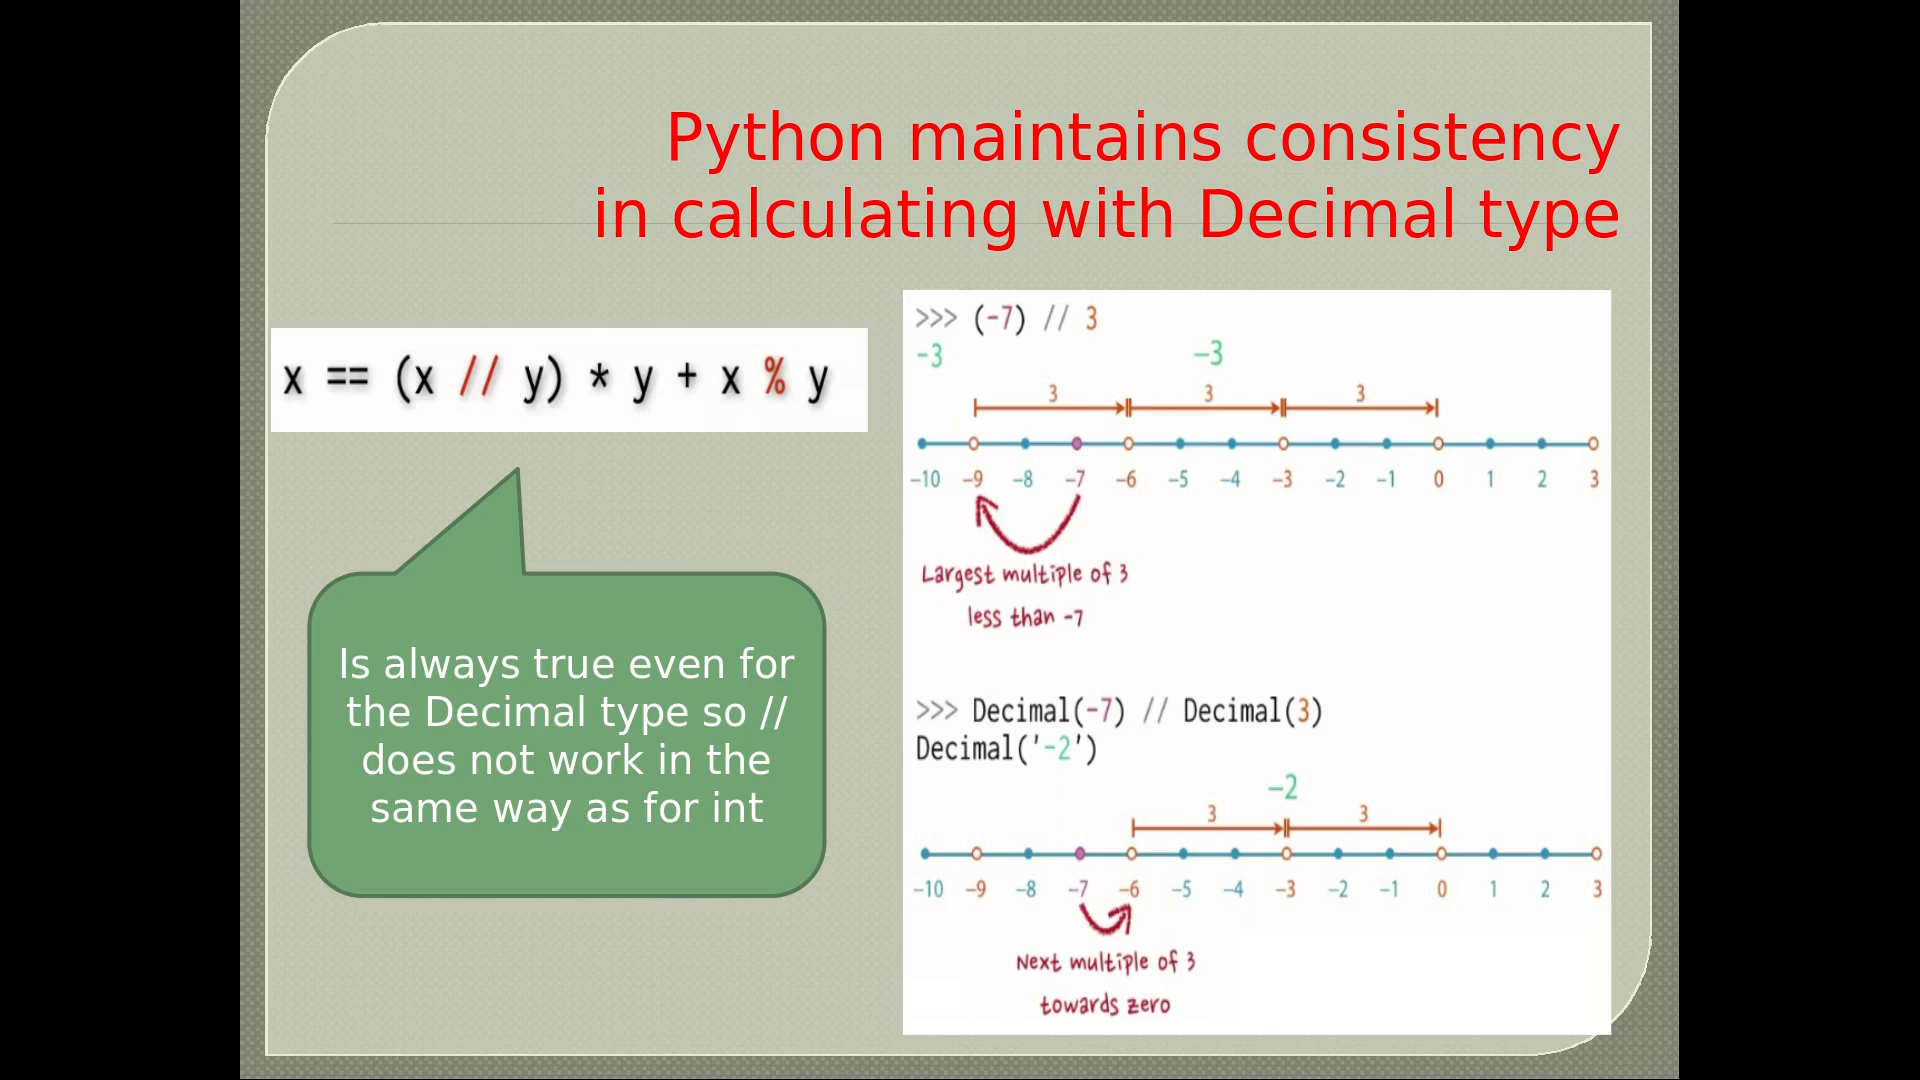 Python maintains consistency
in calculating with Decimal type
x == (x // y) * y + x % y
Is always true even for
the Decimal type so //
does not work in the
same way as for int
>>> (-7) // 3
-3
-3
3 3 3
-10 -9 -8 -7 -6 -5 -4 -3 -2 -1 0 1 2 3
Largest multiple of 3
less than -7
>>> Decimal(-7) // Decimal(3)
Decimal('-2')
-2
3 3
-10 -9 -8 -7 -6 -5 -4 -3 -2 -1 0 1 2 3
Next multiple of 3
towards zero